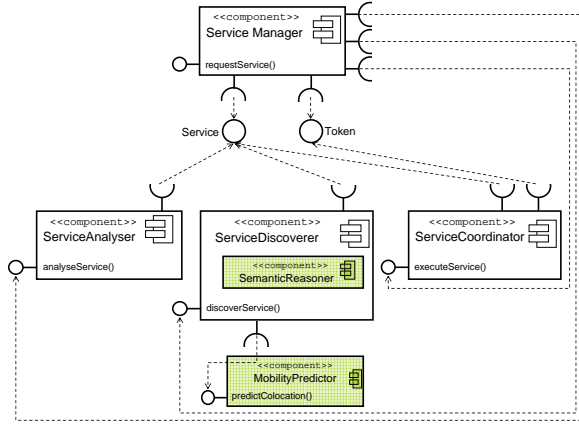 <<component>>
Service Manager
requestService()
Service
Token
<<component>>
ServiceAnalyser
analyseService()
<<component>>
ServiceDiscoverer
<<component>>
SemanticReasoner
discoverService()
<<component>>
ServiceCoordinator
executeService()
<<component>>
MobilityPredictor
predictColocation()